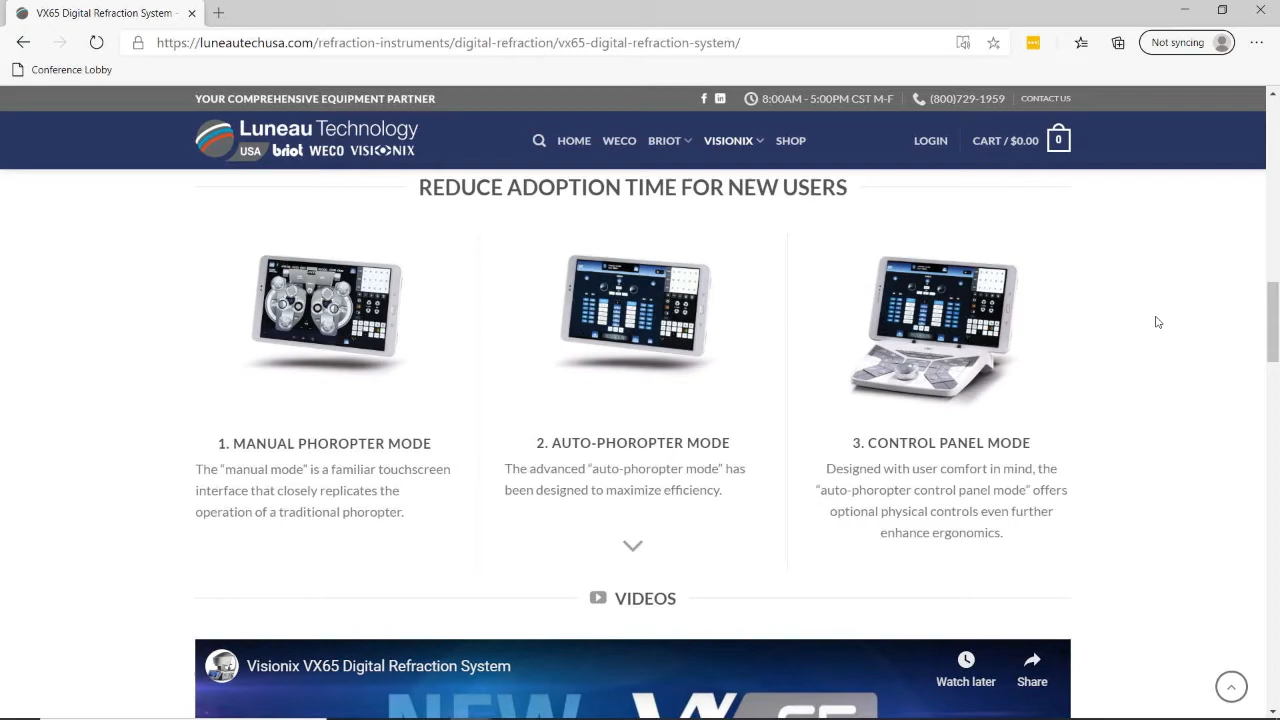 VX65 Digital Refraction System -
https://luneautechusa.com/refraction-instruments/digital-refraction/vx65-digital-refraction-system/
Not syncing
Conference Lobby
YOUR COMPREHENSIVE EQUIPMENT PARTNER
8:00AM - 5:00PM CST M-F
(800)729-1959
CONTACT US
Luneau Technology
USA briot WECO VISIONIX
HOME WECO BRIOT VISIONIX SHOP
LOGIN
CART / $0.00
0
REDUCE ADOPTION TIME FOR NEW USERS
1. MANUAL PHOROPTER MODE
The “manual mode” is a familiar touchscreen
interface that closely replicates the
operation of a traditional phoropter.
2. AUTO-PHOROPTER MODE
The advanced “auto-phoropter mode” has
been designed to maximize efficiency.
3. CONTROL PANEL MODE
Designed with user comfort in mind, the
“auto-phoropter control panel mode” offers
optional physical controls even further
enhance ergonomics.
VIDEOS
Visionix VX65 Digital Refraction System
Watch later
Share
NEW VX65